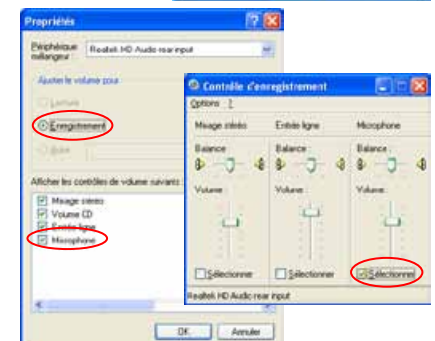 Propriétés
Périphérique mélangeur :
Realtek HD Audio rear input
Ajuster le volume pour
Lecture
Enregistrement
Autre
Afficher les contrôles de volume suivants :
Mixage stéréo
Volume CD
Entrée ligne
Microphone
OK
Annuler
Contrôle d'enregistrement
Options ?
Mixage stéréo
Entrée ligne
Microphone
Balance :
Balance :
Balance :
Volume :
Volume :
Volume :
Sélectionner
Sélectionner
Sélectionner
Realtek HD Audio rear input